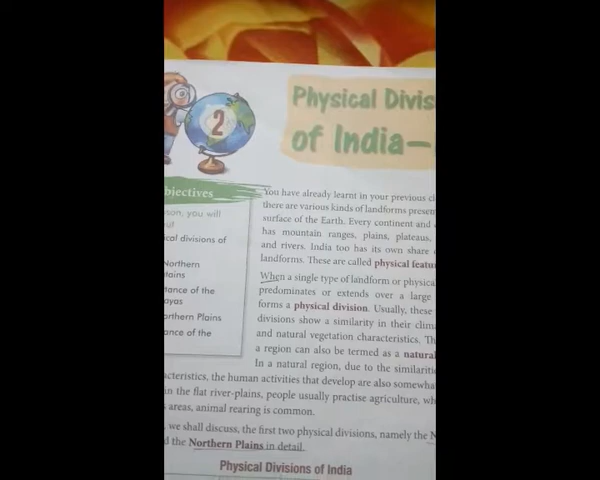 2
Physical Divis
of India—
bjectives
son, you will
ut
ical divisions of
Northern
tains
tance of the
ayas
orthern Plains
ance of the
You have already learnt in your previous cl
there are various kinds of landforms present
surface of the Earth. Every continent and
has mountain ranges, plains, plateaus,
and rivers. India too has its own share
landforms. These are called physical featu
When a single type of landform or physica
predominates or extends over a large
forms a physical division. Usually, these
divisions show a similarity in their clim
and natural vegetation characteristics. Th
a region can also be termed as a natural
In a natural region, due to the similariti
acteristics, the human activities that develop are also somewha
in the flat river-plains, people usually practise agriculture, wh
areas, animal rearing is common.
we shall discuss, the first two physical divisions, namely the N
d the Northern Plains in detail.
Physical Divisions of India